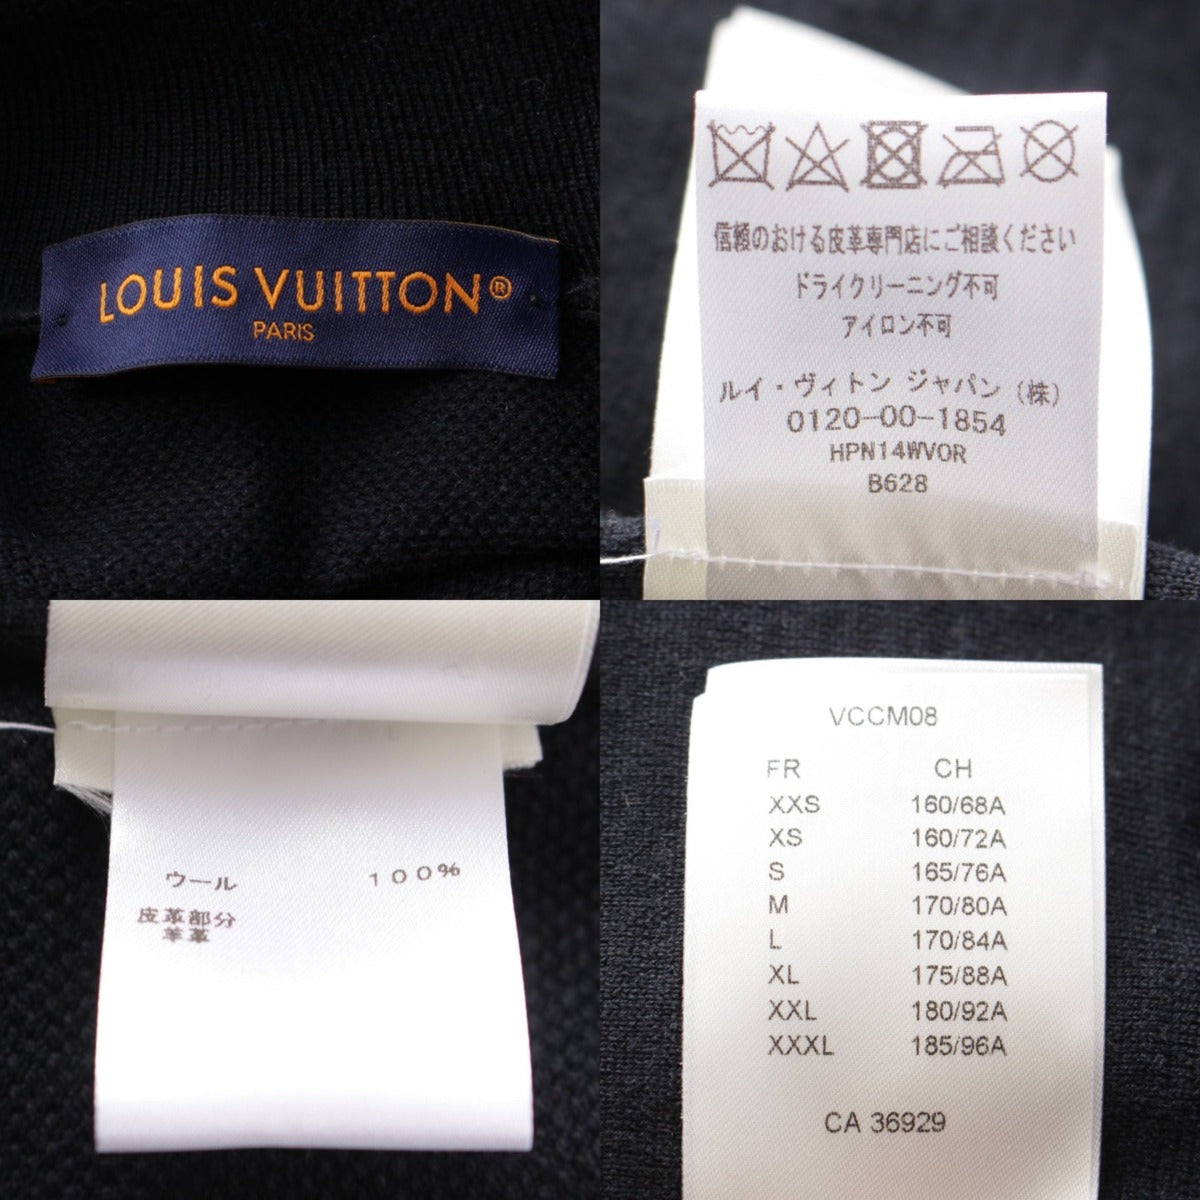 LOUIS VUITTON®
PARIS
信頼のおける皮革専門店にご相談ください
ドライクリーニング不可
アイロン不可
ルイ・ヴィトン ジャパン (株)
0120-00-1854
HPN14WVOR
B628
ウール 100%
皮革部分
羊革
VCCM08
FR CH
XXS 160/68A
XS 160/72A
S 165/76A
M 170/80A
L 170/84A
XL 175/88A
XXL 180/92A
XXXL 185/96A
CA 36929